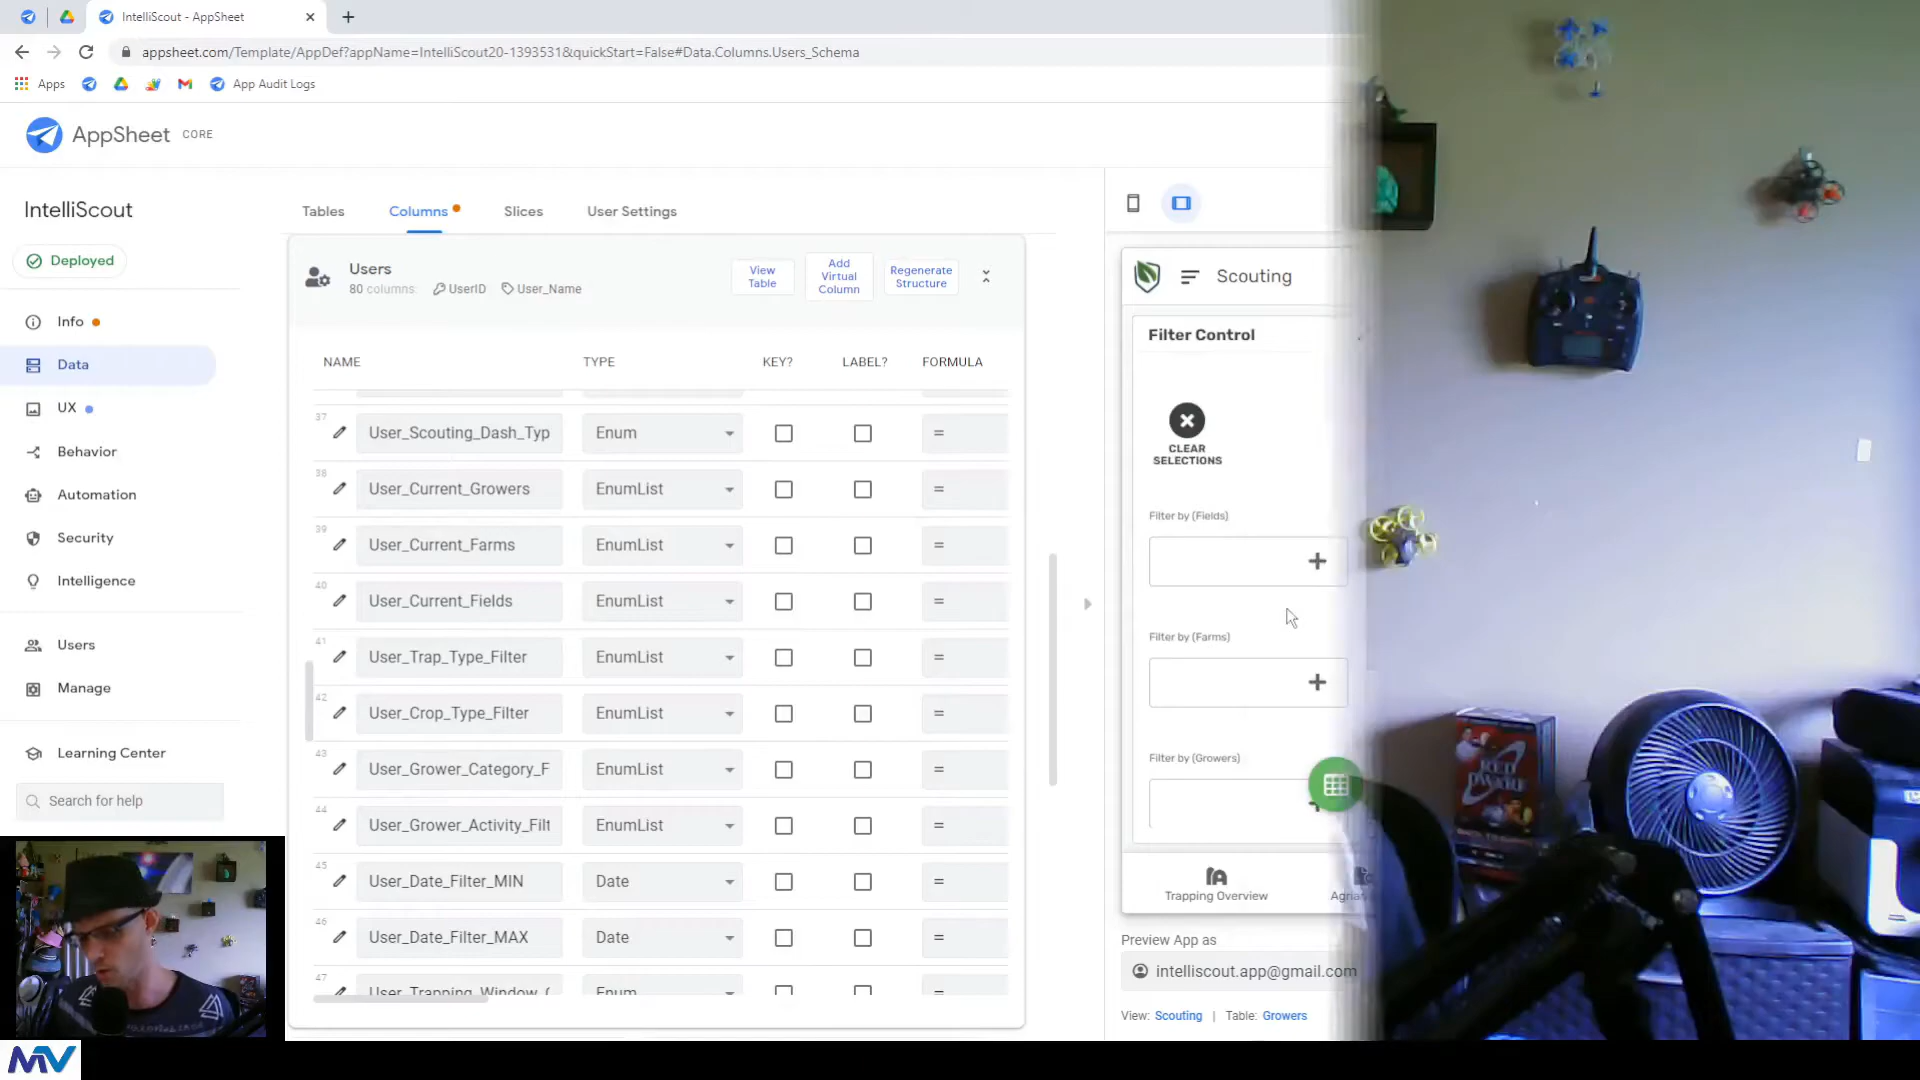 IntelliScout - AppSheet
appsheet.com/Template/AppDef?appName=IntelliScout20-1393531&quickStart=False#Data.Columns.Users_Schema
Apps
App Audit Logs
AppSheet CORE
IntelliScout
Deployed
Info
Data
UX
Behavior
Automation
Security
Intelligence
Users
Manage
Learning Center
Search for help
Tables Columns Slices User Settings
Users
80 columns: UserID User_Name
View Table
Add Virtual Column
Regenerate Structure
NAME TYPE KEY? LABEL? FORMULA
37 User_Scouting_Dash_Typ Enum =
38 User_Current_Growers EnumList =
39 User_Current_Farms EnumList =
40 User_Current_Fields EnumList =
41 User_Trap_Type_Filter EnumList =
42 User_Crop_Type_Filter EnumList =
43 User_Grower_Category_F EnumList =
44 User_Grower_Activity_Filt EnumList =
45 User_Date_Filter_MIN Date =
46 User_Date_Filter_MAX Date =
47 User_Trapping_Window_ Enum =
Scouting
Filter Control
CLEAR
SELECTIONS
Filter by (Fields)
Filter by (Farms)
Filter by (Growers)
Trapping Overview
Preview App as
intelliscout.app@gmail.com
View: Scouting | Table: Growers
RED
DWARF
MV